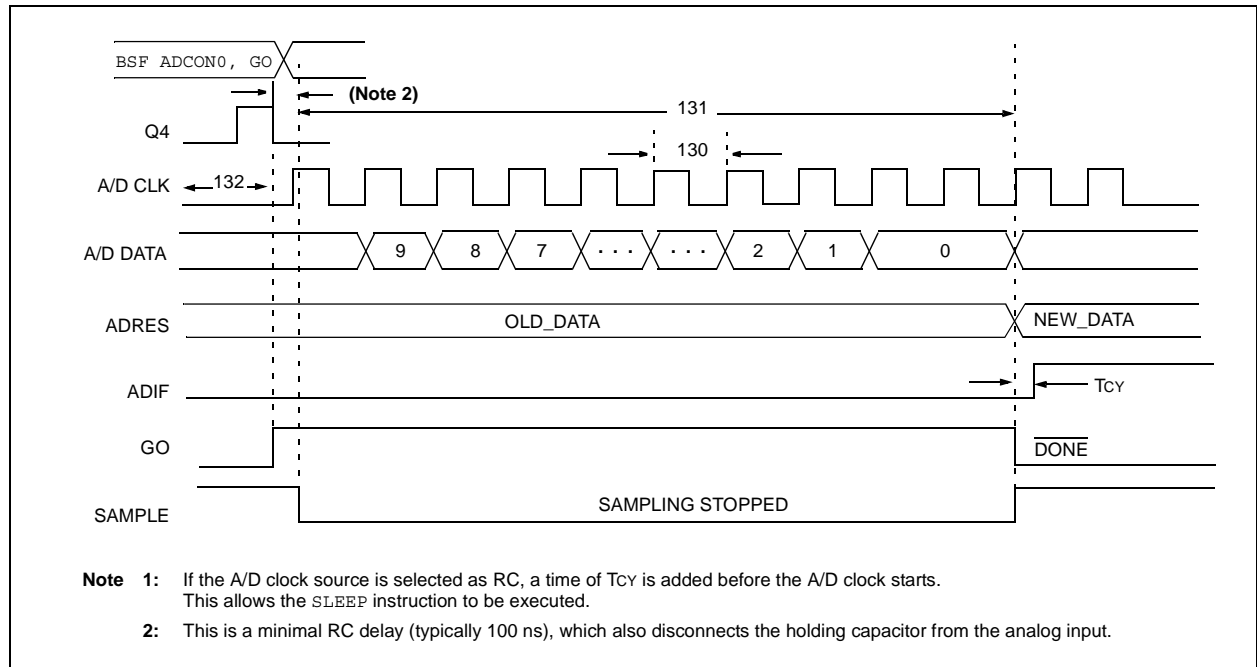 BSF ADCON0, GO
(Note 2)
131
Q4
130
A/D CLK
132
A/D DATA
9 8 7 . . . . . . 2 1 0
ADRES
OLD_DATA
NEW_DATA
ADIF
TCY
GO
DONE
SAMPLE
SAMPLING STOPPED
Note 1: If the A/D clock source is selected as RC, a time of TCY is added before the A/D clock starts.
This allows the SLEEP instruction to be executed.
2: This is a minimal RC delay (typically 100 ns), which also disconnects the holding capacitor from the analog input.